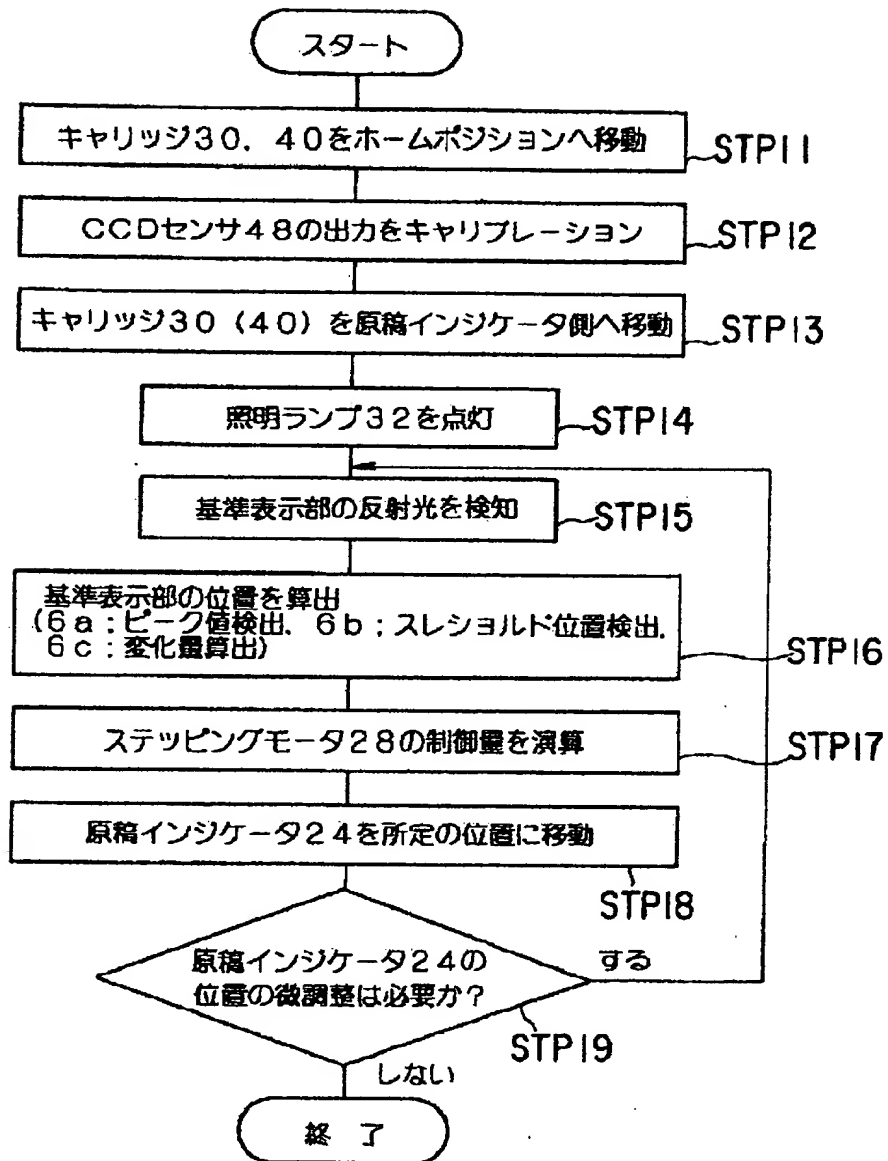 スタート
キャリッジ30．40をホームポジションへ移動
STP11
CCDセンサ48の出力をキャリブレーション
STP12
キャリッジ30（40）を原稿インジケータ側へ移動
STP13
照明ランプ32を点灯
STP14
基準表示部の反射光を検知
STP15
基準表示部の位置を算出
（6a：ピーク値検出．6b；スレショルド位置検出．
6c：変化量算出）
STP16
ステッピングモータ28の制御量を演算
STP17
原稿インジケータ24を所定の位置に移動
STP18
原稿インジケータ24の
位置の微調整は必要か？
する
STP19
しない
終 了